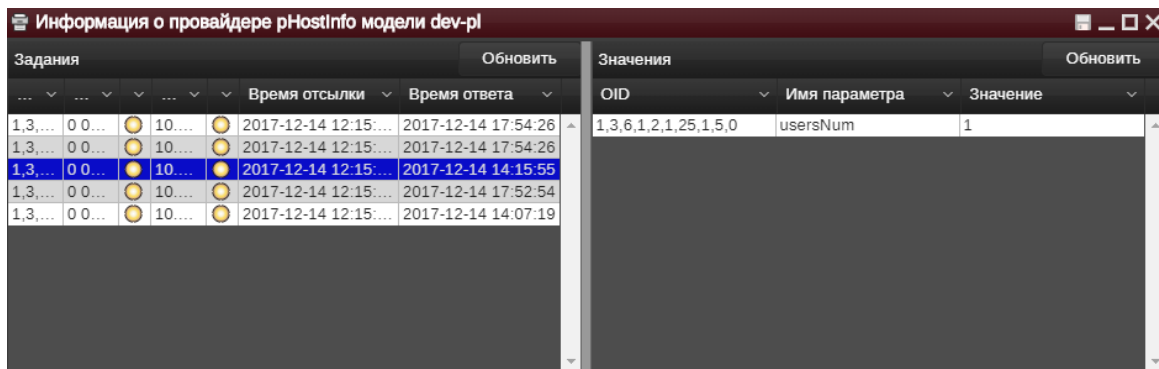 Информация о провайдере pHostInfo модели dev-pl
Задания Обновить
... ... ... Время отсылки Время ответа
1,3,... 0 0... 10.... 2017-12-14 12:15:... 2017-12-14 17:54:26
1,3,... 0 0... 10.... 2017-12-14 12:15:... 2017-12-14 17:54:26
1,3,... 0 0... 10.... 2017-12-14 12:15:... 2017-12-14 14:15:55
1,3,... 0 0... 10.... 2017-12-14 12:15:... 2017-12-14 17:52:54
1,3,... 0 0... 10.... 2017-12-14 12:15:... 2017-12-14 14:07:19
Значения Обновить
OID Имя параметра Значение
1,3,6,1,2,1,25,1,5,0 usersNum 1